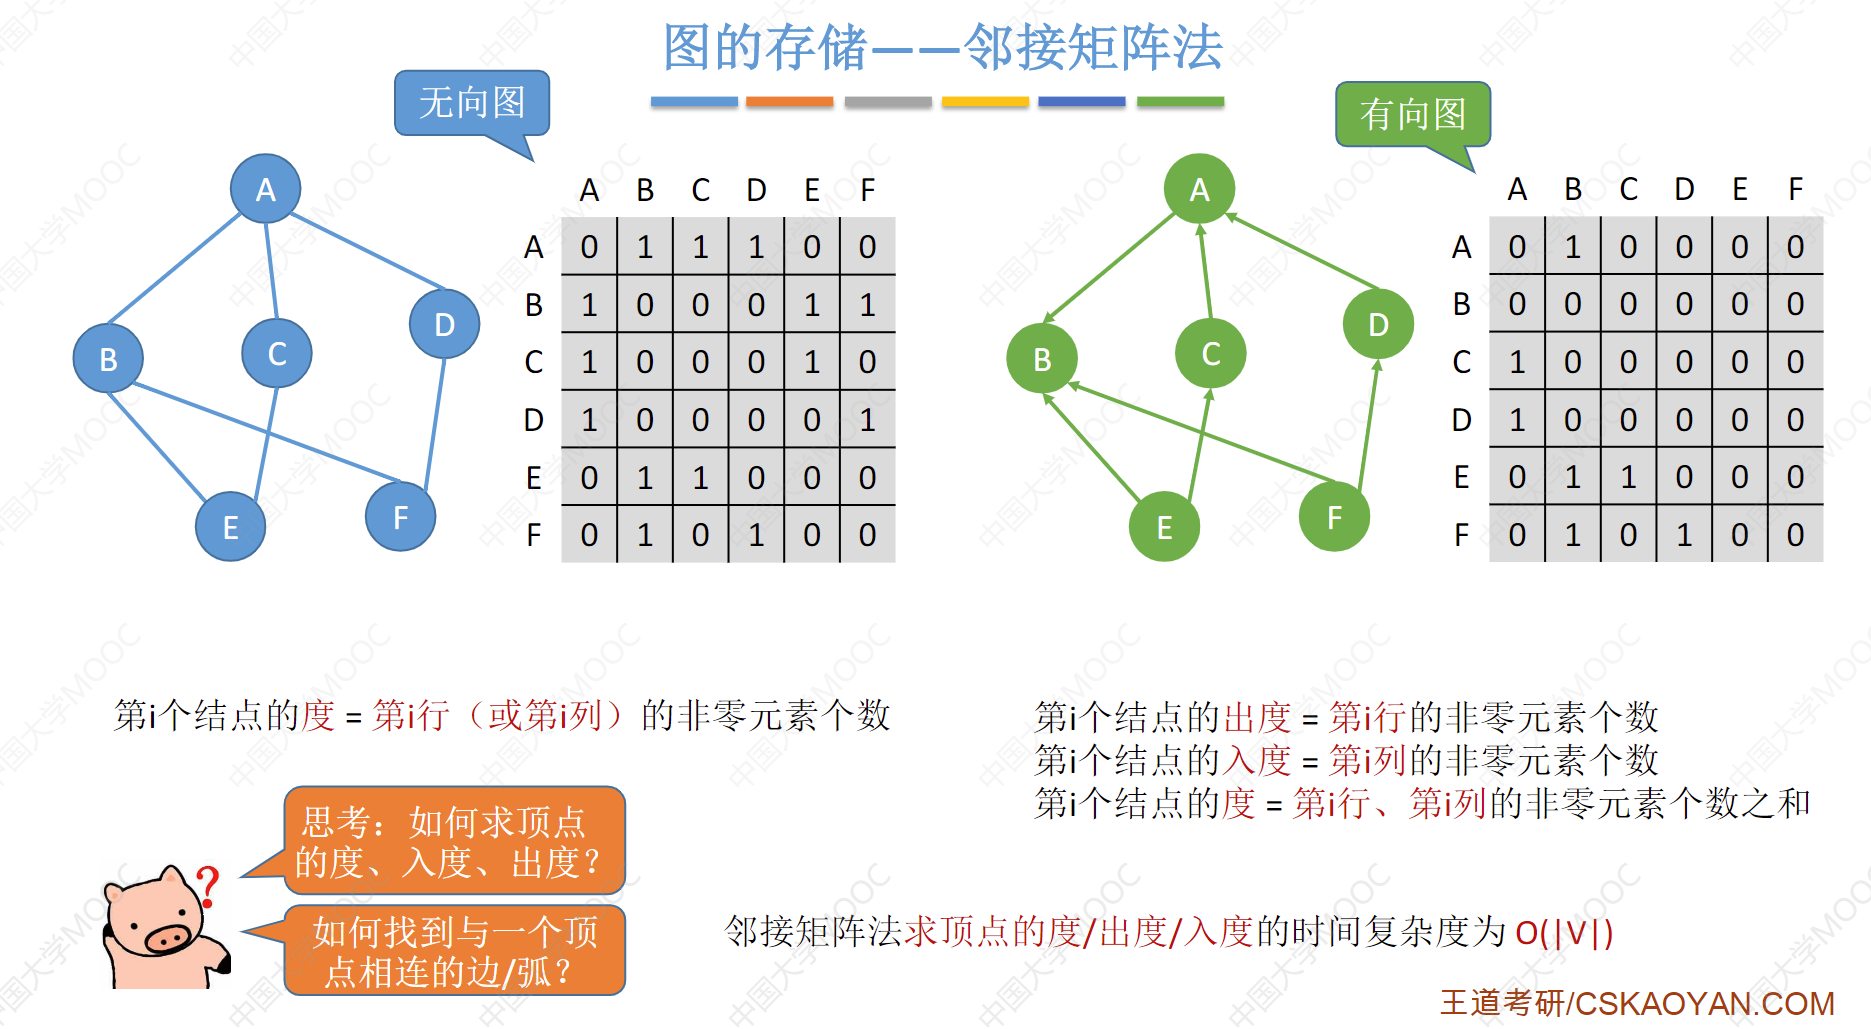 图的存储——邻接矩阵法
无向图
A
B
C
D
E
F
A B C D E F
A 0 1 1 1 0 0
B 1 0 0 0 1 1
C 1 0 0 0 1 0
D 1 0 0 0 0 1
E 0 1 1 0 0 0
F 0 1 0 1 0 0
有向图
A
B
C
D
E
F
A B C D E F
A 0 1 0 0 0 0
B 0 0 0 0 0 0
C 1 0 0 0 0 0
D 1 0 0 0 0 0
E 0 1 1 0 0 0
F 0 1 0 1 0 0
第i个结点的度 = 第i行（或第i列）的非零元素个数
第i个结点的出度 = 第i行的非零元素个数
第i个结点的入度 = 第i列的非零元素个数
第i个结点的度 = 第i行、第i列的非零元素个数之和
思考：如何求顶点
的度、入度、出度？
?
如何找到与一个顶
点相连的边/弧？
邻接矩阵法求顶点的度/出度/入度的时间复杂度为 O(|V|)
王道考研/CSKAOYAN.COM
中国大学MOOC